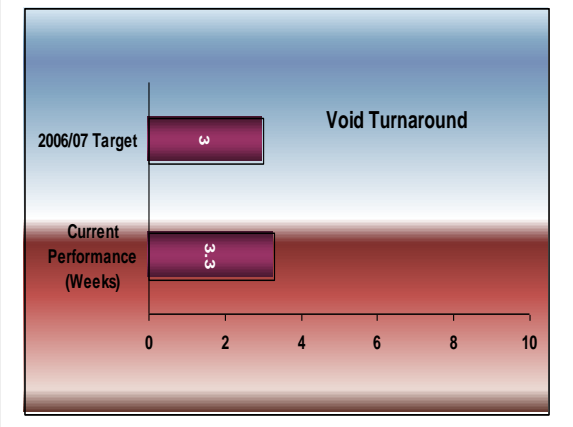 Void Turnaround
2006/07 Target
3
Current
Performance
(Weeks)
3.3
0 2 4 6 8 10